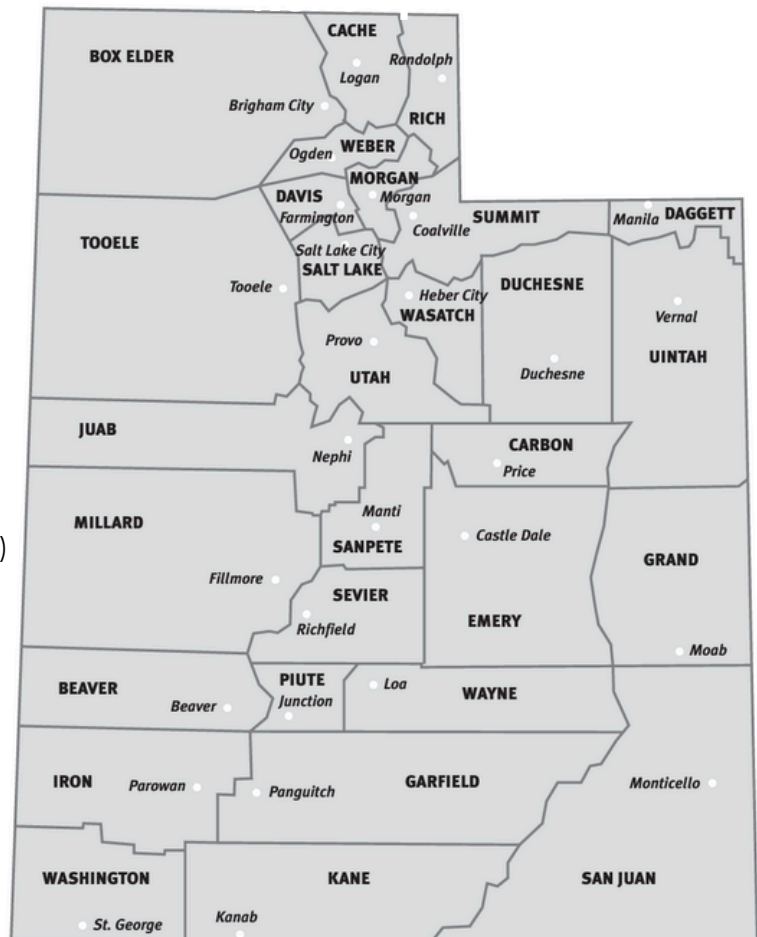 CACHE
Randolph
BOX ELDER
Logan
Brigham City
RICH
WEBER
Ogden
MORGAN
DAVIS
Morgan
Farmington
Coalville
SUMMIT
Manila
DAGGETT
TOOELE
Salt Lake City
SALT LAKE
Tooele
Heber City
WASATCH
DUCHESNE
Vernal
Provo
UTAH
Duchesne
UINTAH
JUAB
Nephi
CARBON
Price
MILLARD
Manti
SANPETE
Castle Dale
)
GRAND
Fillmore
SEVIER
Richfield
EMERY
Moab
BEAVER
Beaver
PIUTE
Junction
Loa
WAYNE
IRON
Parowan
Panguitch
GARFIELD
Monticello
WASHINGTON
KANE
SAN JUAN
St. George
Kanab